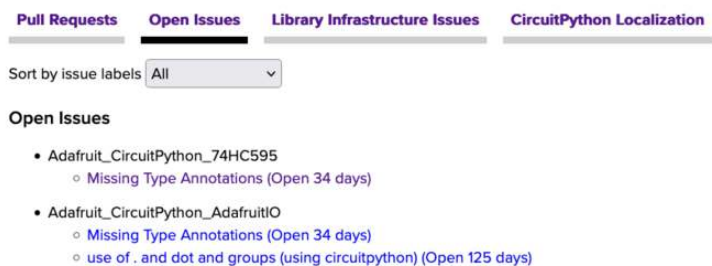 Pull Requests Open Issues Library Infrastructure Issues CircuitPython Localization
Sort by issue labels All
Open Issues
Adafruit_CircuitPython_74HC595
Missing Type Annotations (Open 34 days)
Adafruit_CircuitPython_AdafruitIO
Missing Type Annotations (Open 34 days)
use of . and dot and groups (using circuitpython) (Open 125 days)